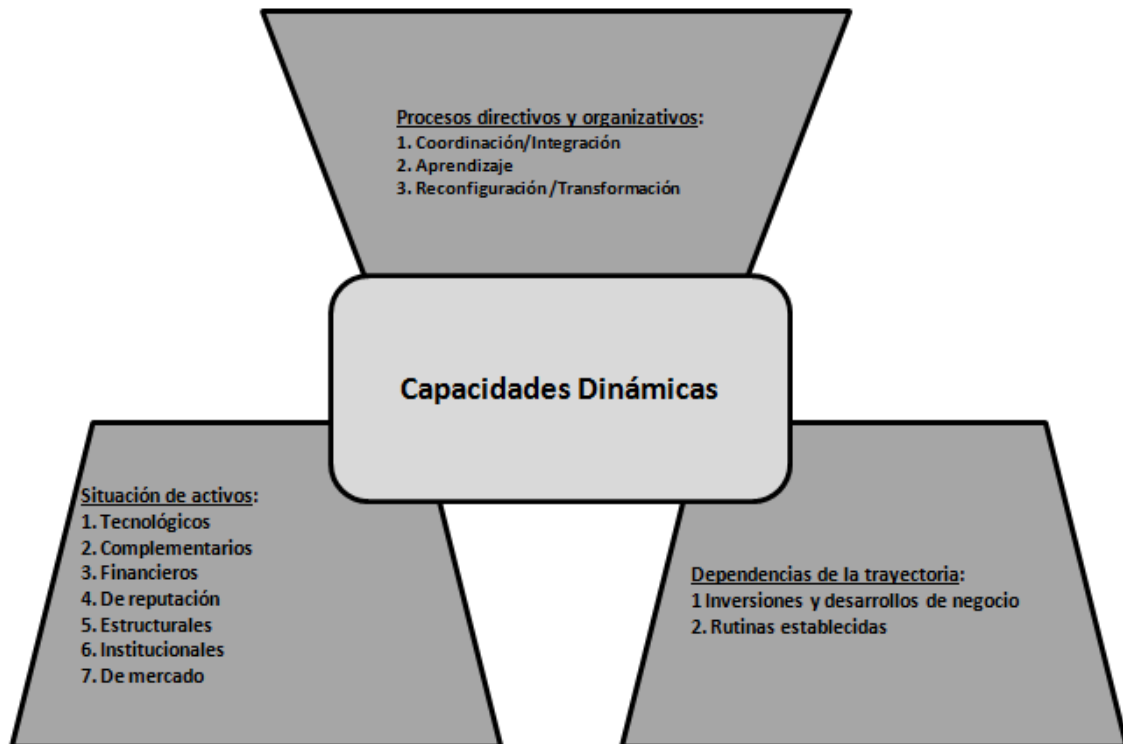 Procesos directivos y organizativos:
1. Coordinación/Integración
2. Aprendizaje
3. Reconfiguración/Transformación
Capacidades Dinámicas
Situación de activos:
1. Tecnológicos
2. Complementarios
3. Financieros
4. De reputación
5. Estructurales
6. Institucionales
7. De mercado
Dependencias de la trayectoria:
1 Inversiones y desarrollos de negocio
2. Rutinas establecidas